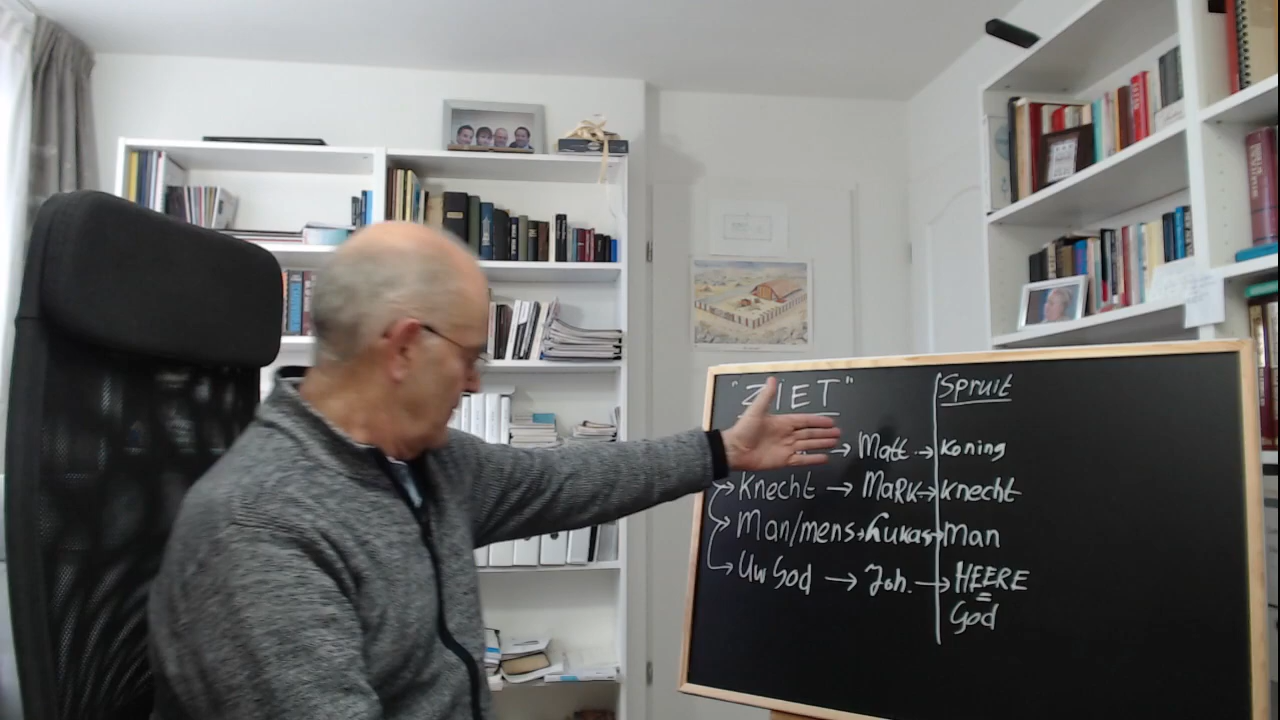 "ZIET" Spruit
→ Matt. → Koning
→ Knecht → MaRK → Knecht
→ Man/mens → Lukas → Man
→ Uw God → Joh. → HEERE
=
God